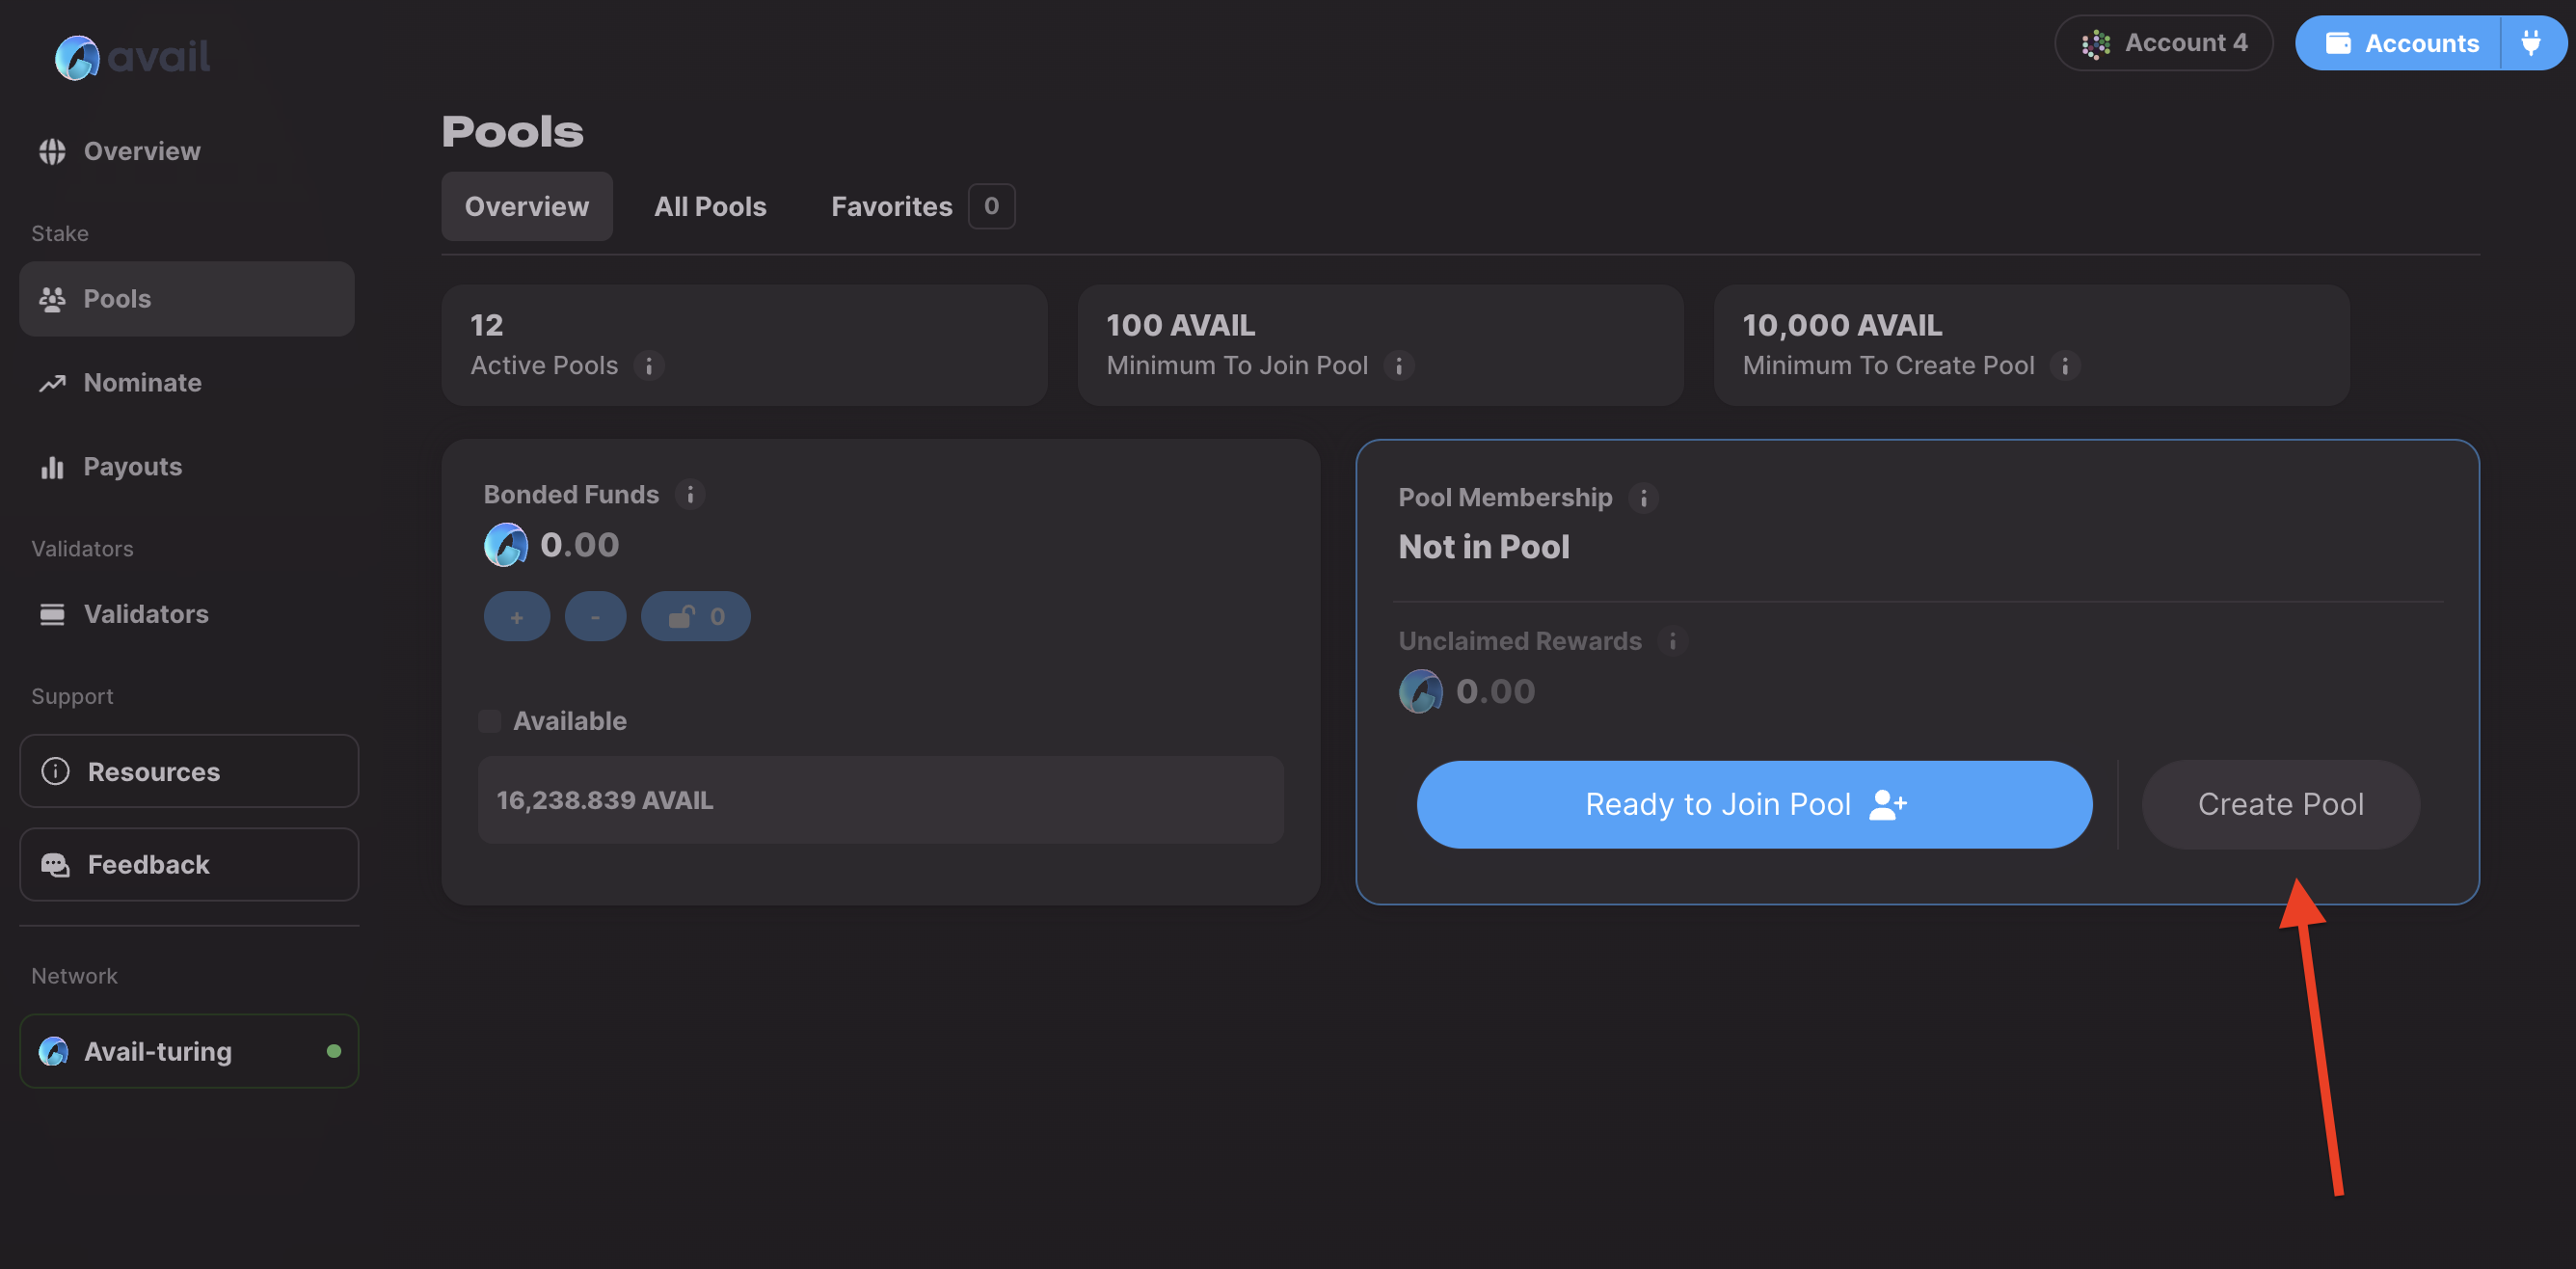 avail
Account 4
Accounts
Overview
Stake
Pools
Nominate
Payouts
Validators
Validators
Support
Resources
Feedback
Network
Avail-turing
Pools
Overview
All Pools
Favorites 0
12
Active Pools
100 AVAIL
Minimum To Join Pool
10,000 AVAIL
Minimum To Create Pool
Bonded Funds
0.00
+ - 0
Available
16,238.839 AVAIL
Pool Membership
Not in Pool
Unclaimed Rewards
0.00
Ready to Join Pool
Create Pool